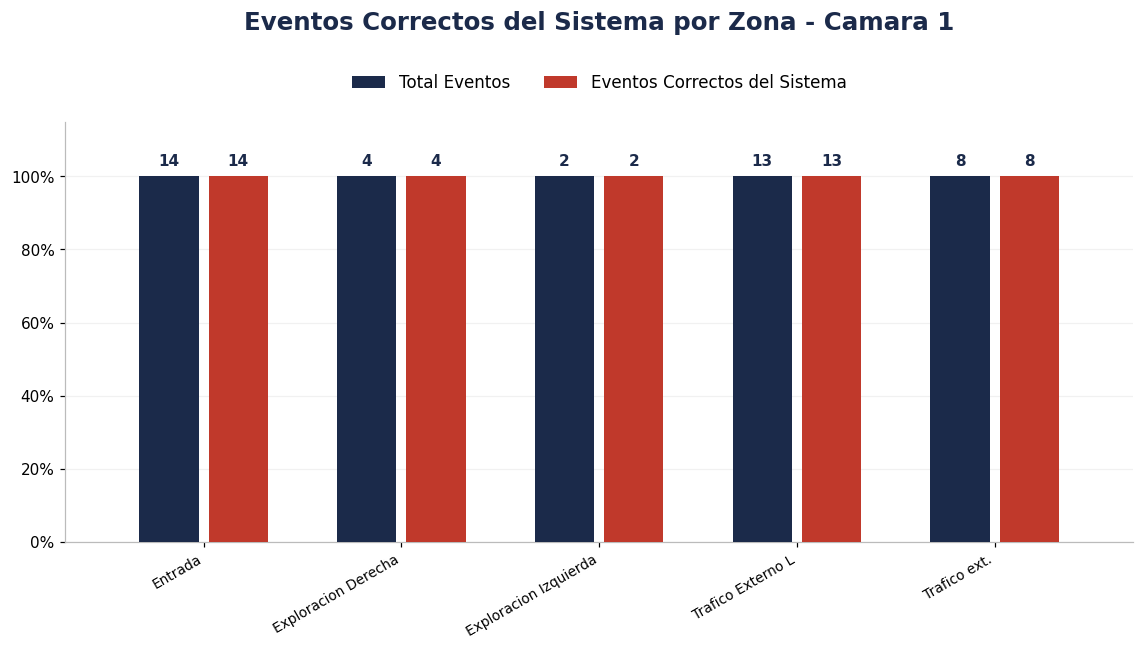 Eventos Correctos del Sistema por Zona - Camara 1
Total Eventos
Eventos Correctos del Sistema
14 14 4 4 2 2 13 13 8 8
100%
80%
60%
40%
20%
0%
Entrada
Exploracion Derecha
Exploracion Izquierda
Trafico Externo L
Trafico ext.